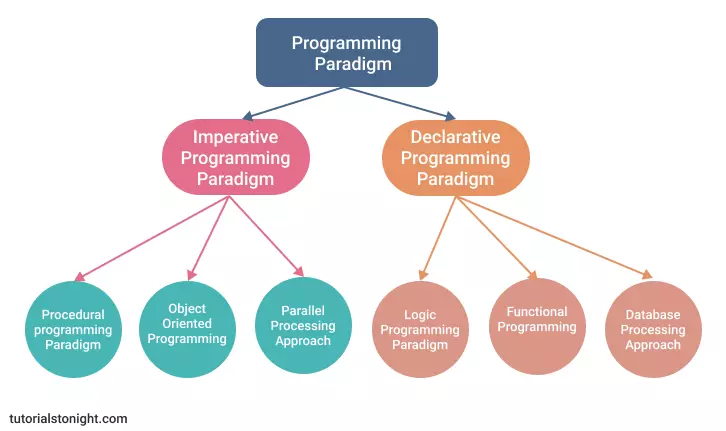 Programming
Paradigm
Imperative
Programming
Paradigm
Declarative
Programming
Paradigm
Procedural
programming
Paradigm
Object
Oriented
Programming
Parallel
Processing
Approach
Logic
Programming
Paradigm
Functional
Programming
Database
Processing
Approach
tutorialstonight.com